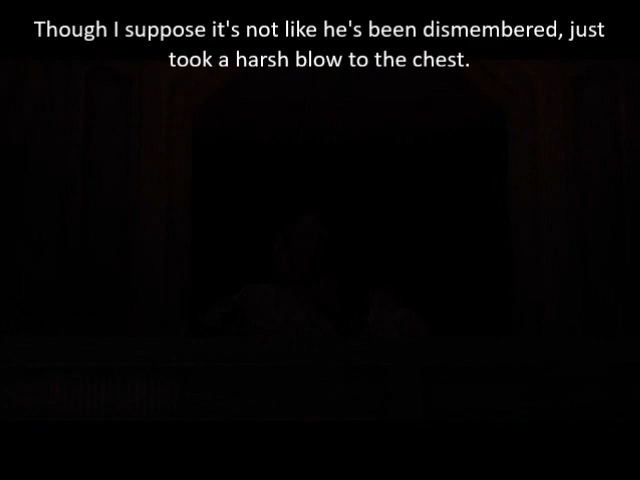 Though I suppose it's not like he's been dismembered, just
took a harsh blow to the chest.